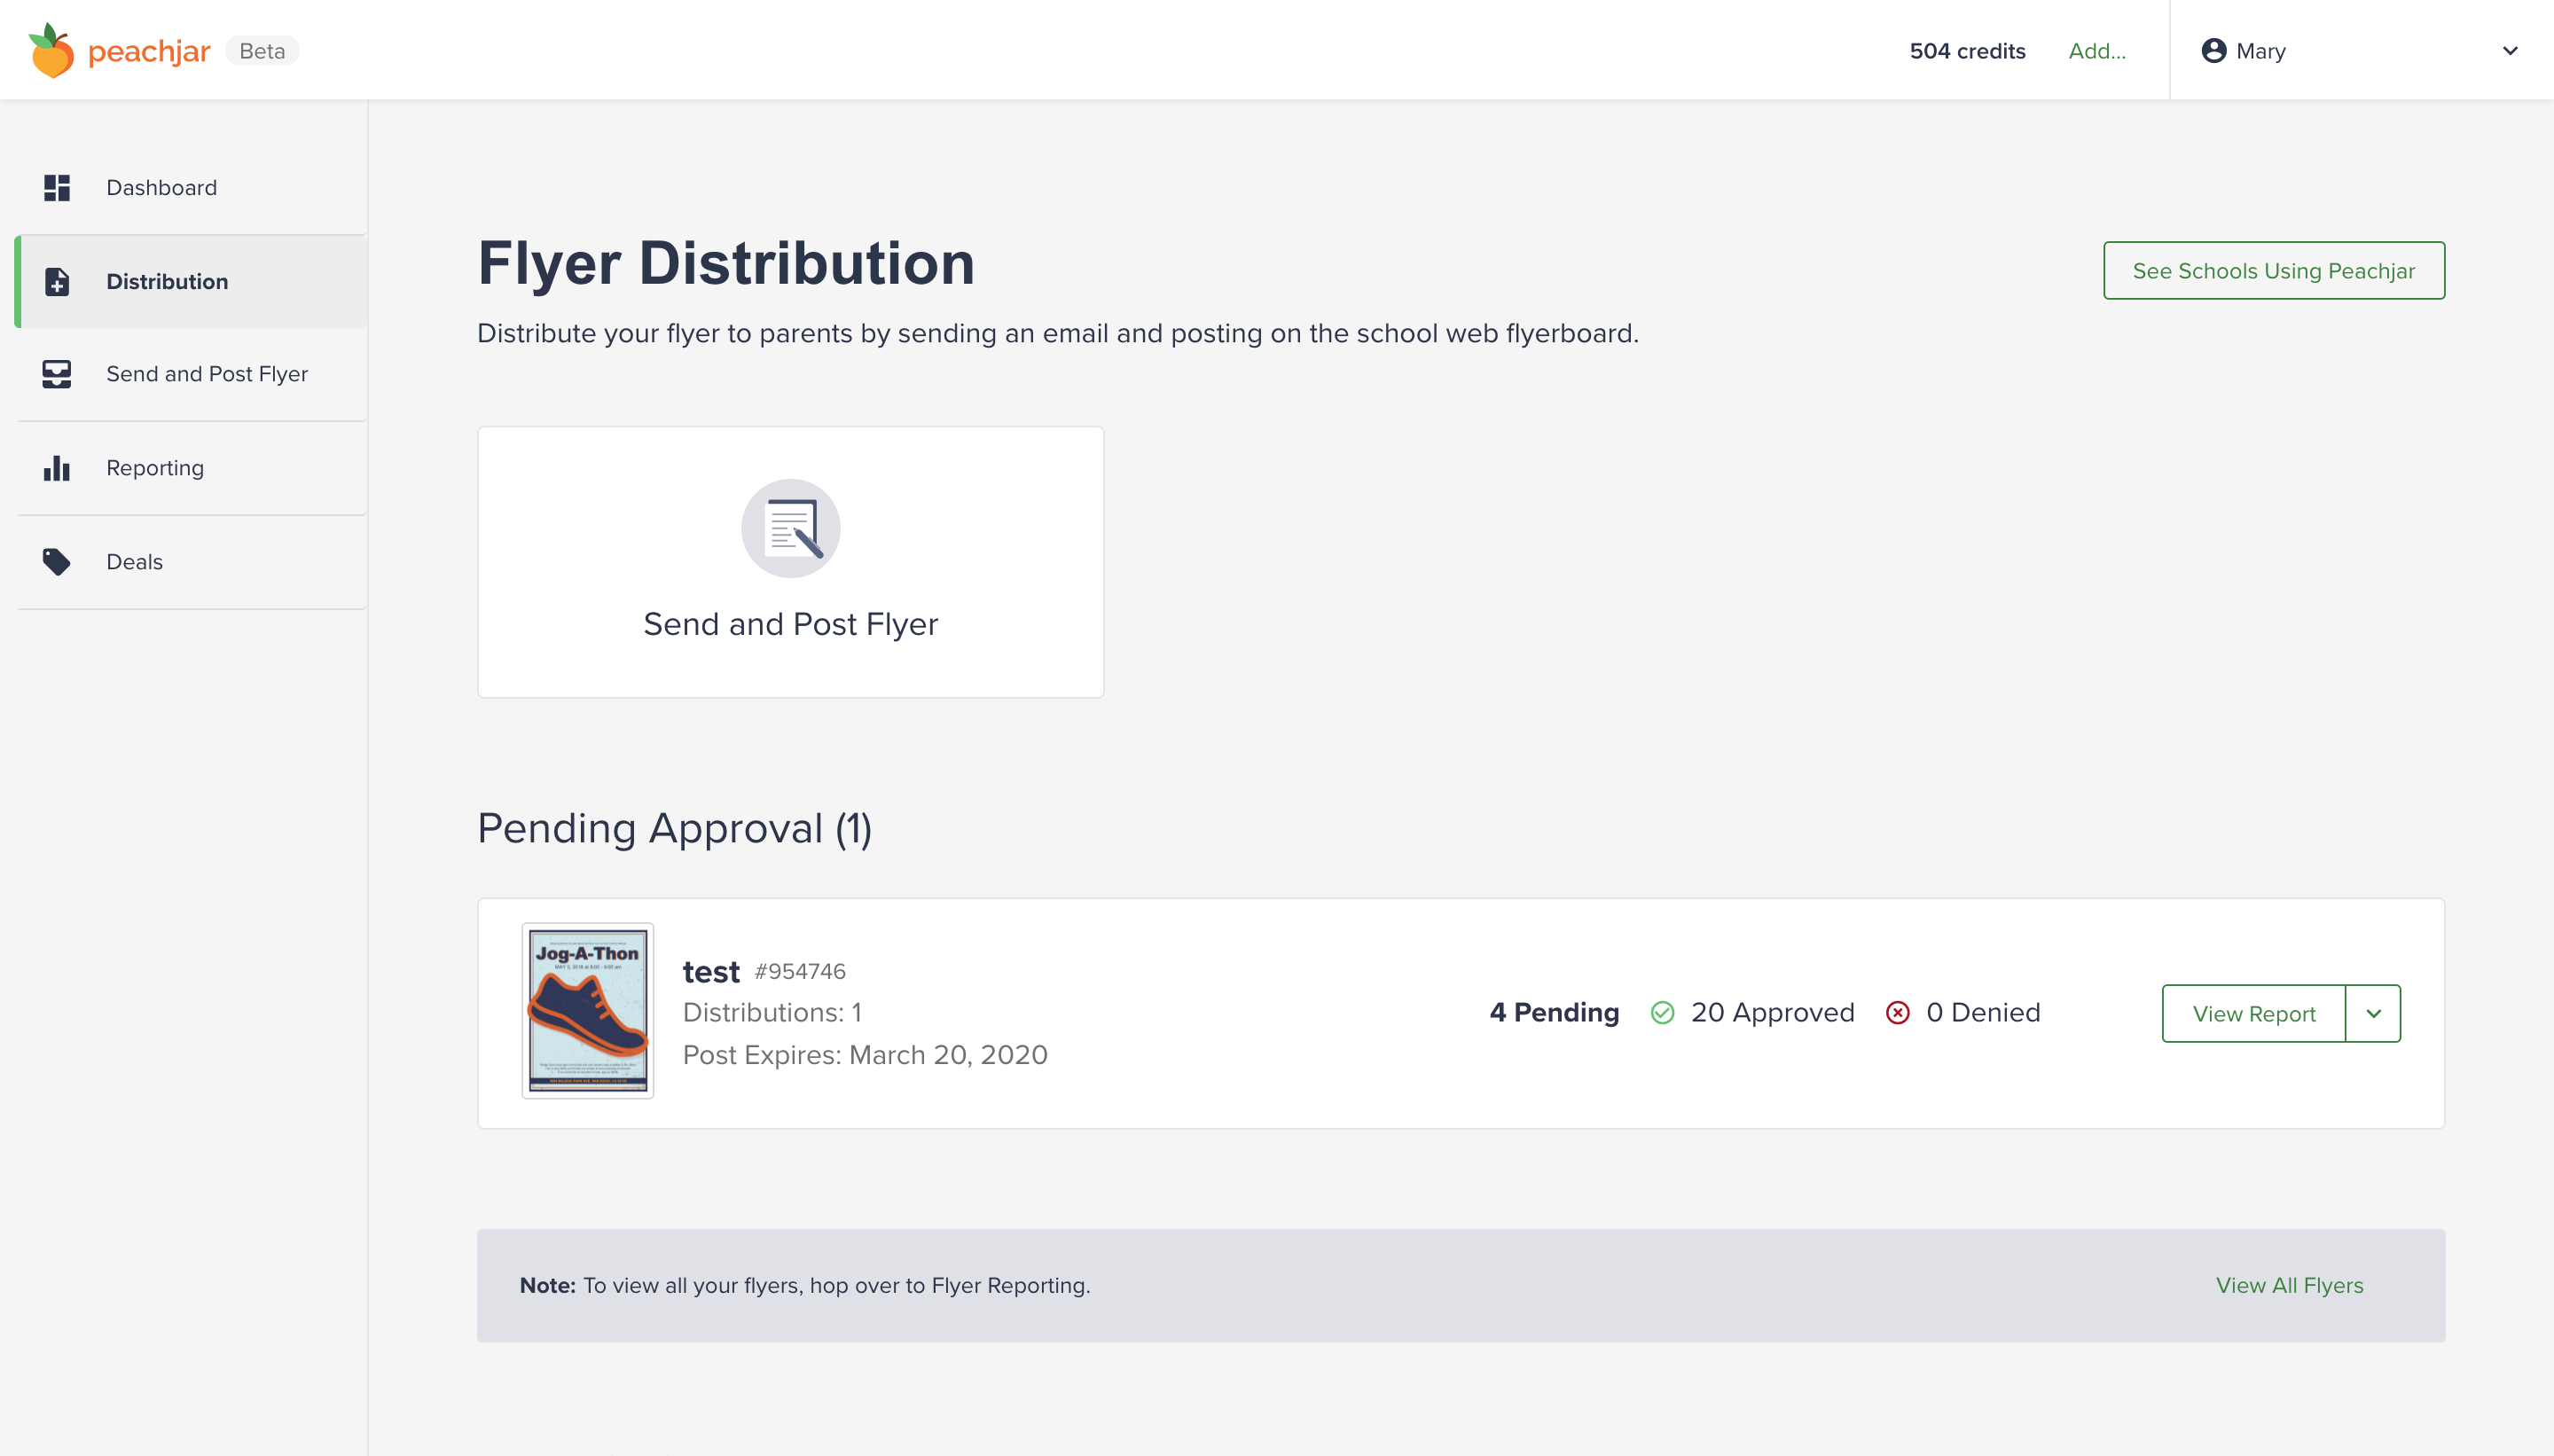 peachjar Beta
504 credits Add... Mary
Dashboard
Distribution
Send and Post Flyer
Reporting
Deals
Flyer Distribution
See Schools Using Peachjar
Distribute your flyer to parents by sending an email and posting on the school web flyerboard.
Send and Post Flyer
Pending Approval (1)
Jog-A-Thon
test #954746
Distributions: 1
Post Expires: March 20, 2020
4 Pending 20 Approved 0 Denied
View Report
Note: To view all your flyers, hop over to Flyer Reporting.
View All Flyers